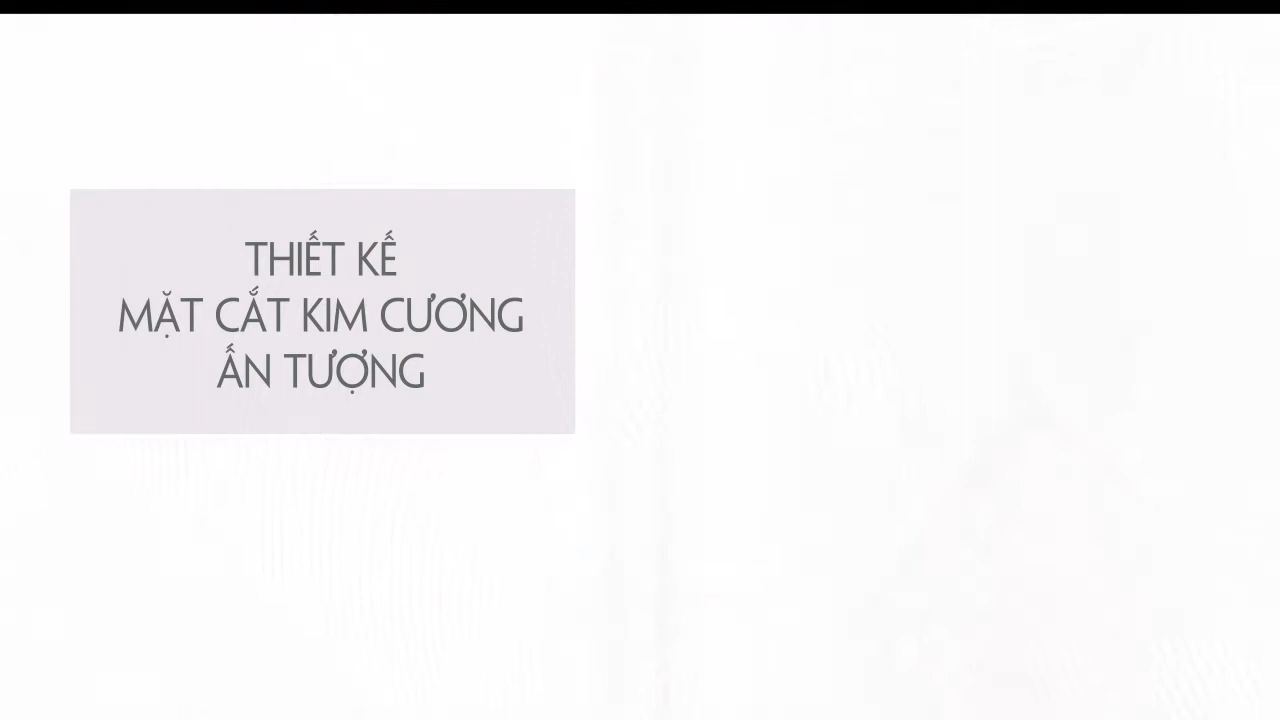 THIẾT KẾ
MẶT CẮT KIM CƯƠNG
ẤN TƯỢNG